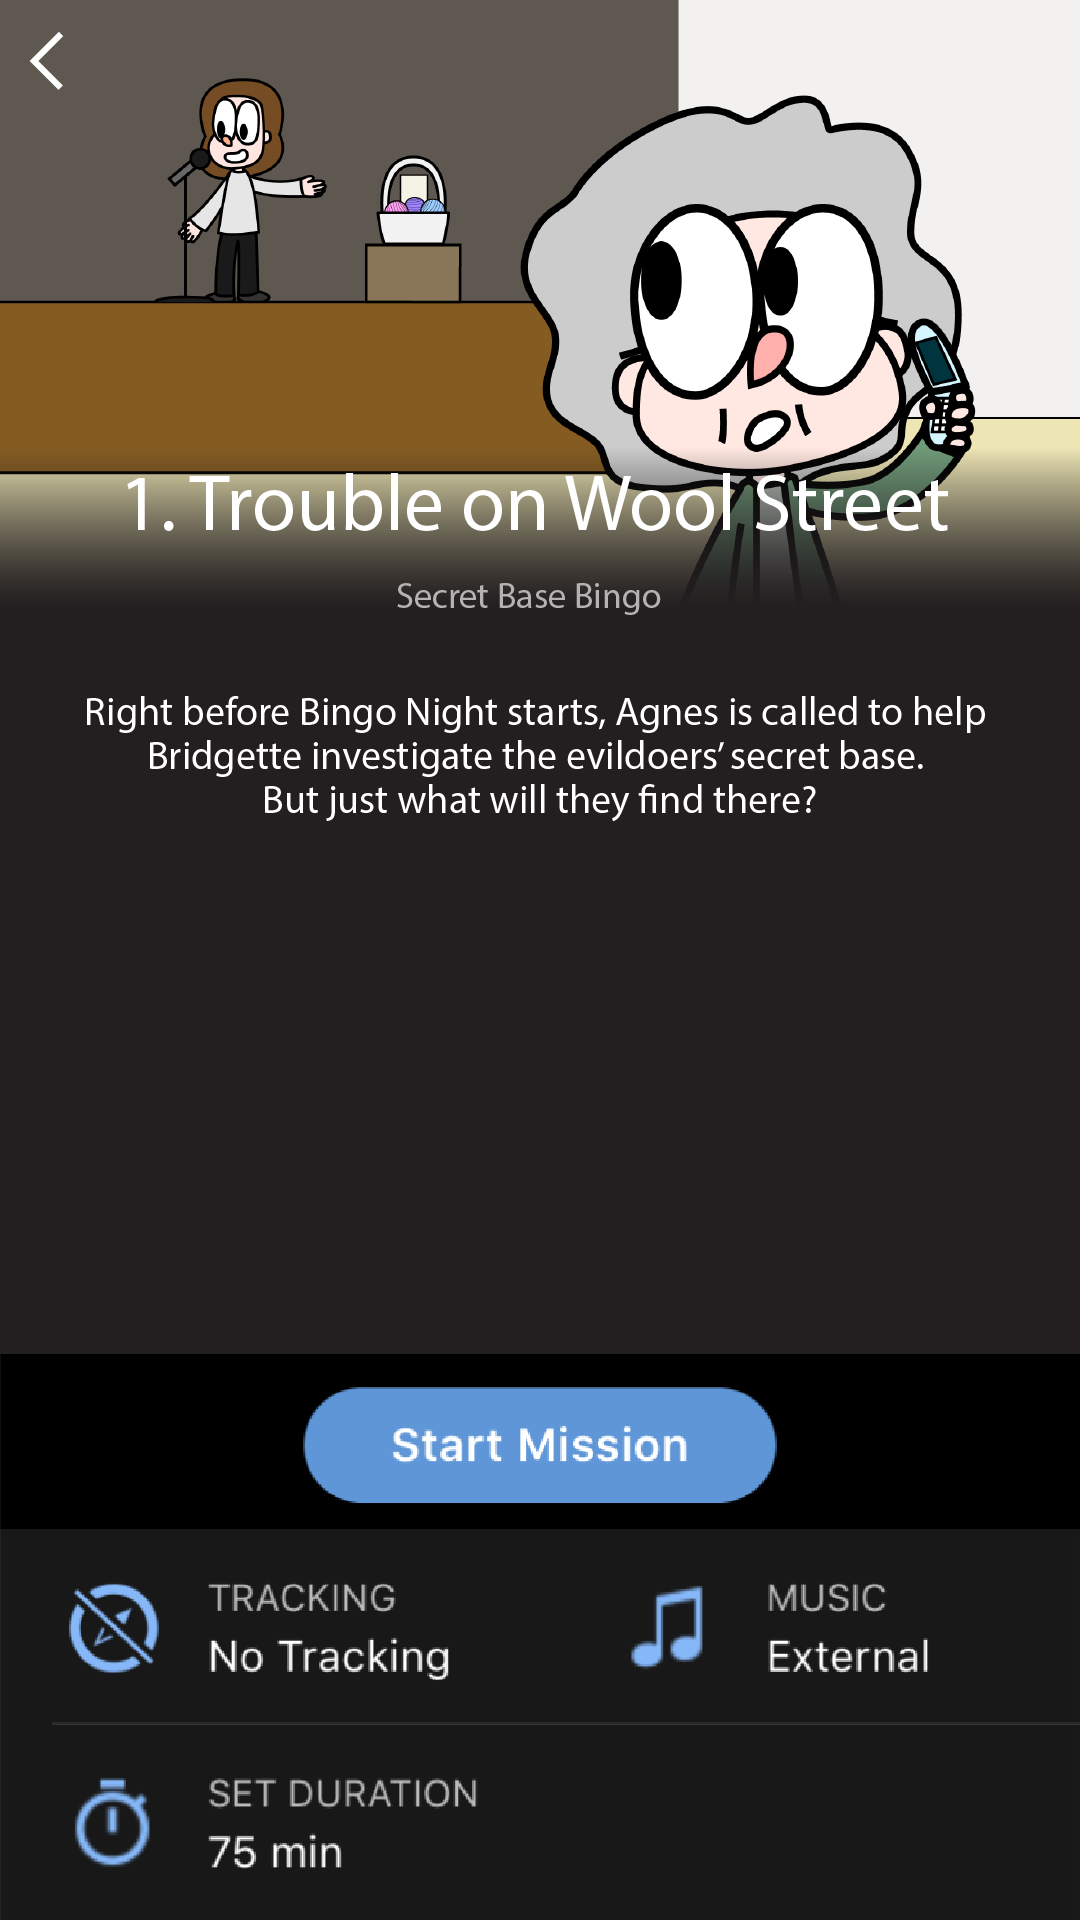 1. Trouble on Wool Street
Secret Base Bingo
Right before Bingo Night starts, Agnes is called to help
Bridgette investigate the evildoers’ secret base.
But just what will they find there?
Start Mission
TRACKING
No Tracking
MUSIC
External
SET DURATION
75 min